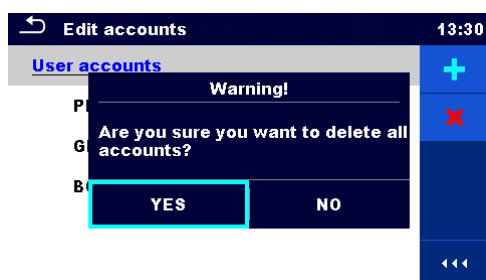 Edit accounts 13:30
User accounts
Warning!
Are you sure you want to delete all
accounts?
YES NO